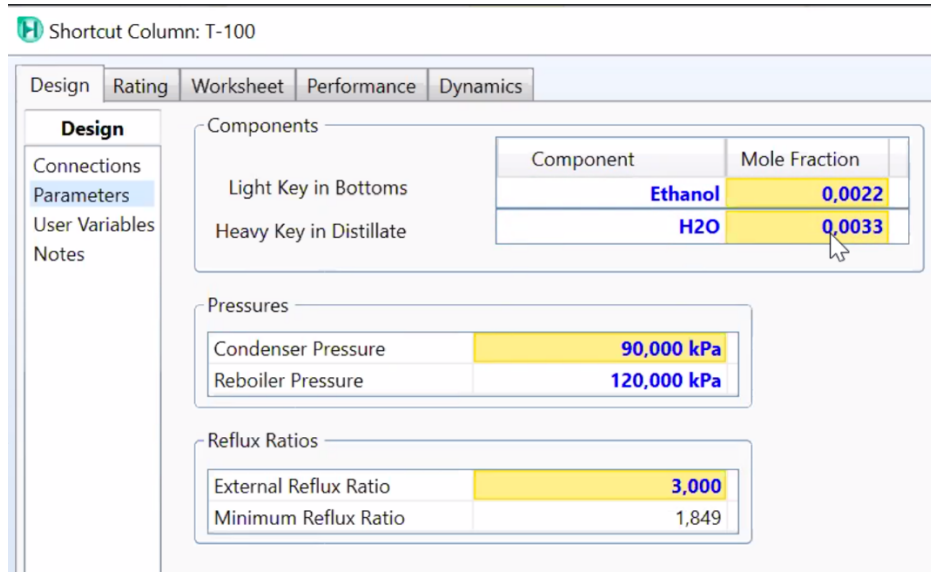 Shortcut Column: T-100
Design Rating Worksheet Performance Dynamics
Design
Connections
Parameters
User Variables
Notes
Components
Component Mole Fraction
Light Key in Bottoms Ethanol 0,0022
Heavy Key in Distillate H2O 0,0033
Pressures
Condenser Pressure 90,000 kPa
Reboiler Pressure 120,000 kPa
Reflux Ratios
External Reflux Ratio 3,000
Minimum Reflux Ratio 1,849